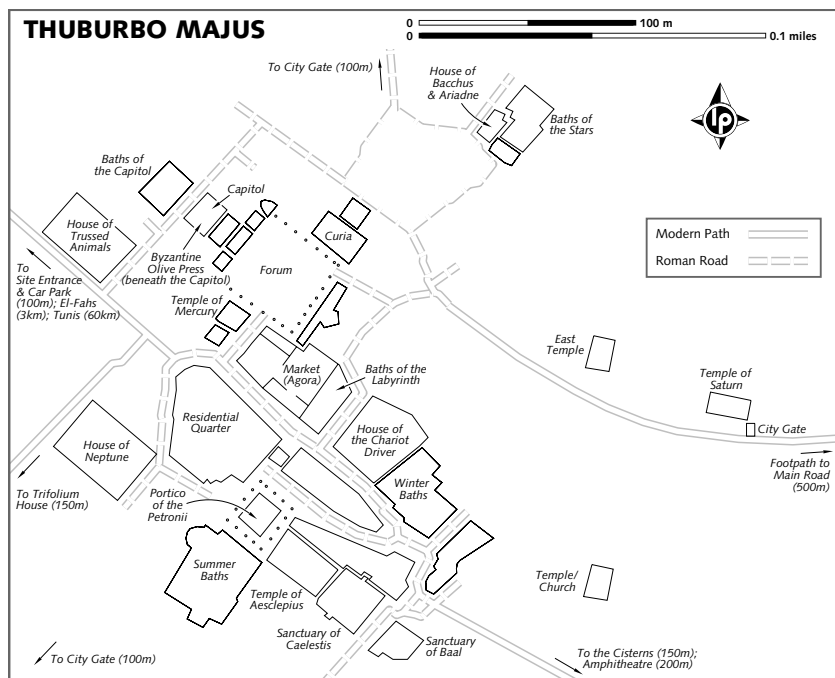 THUBURBO MAJUS
0 100 m
0 0.1 miles
To City Gate (100m)
House of
Bacchus
& Ariadne
Baths of
the Stars
lp
Baths of
the Capitol
Capitol
House of
Trussed
Animals
Curia
Modern Path
Roman Road
Byzantine
Olive Press
(beneath the Capitol)
Forum
To
Site Entrance
& Car Park
(100m); El-Fahs
(3km); Tunis (60km)
Temple of
Mercury
East
Temple
Market
(Agora)
Baths of the
Labyrinth
Temple of
Saturn
Residential
Quarter
City Gate
House of
the Chariot
Driver
House of
Neptune
Footpath to
Main Road
(500m)
Winter
Baths
To Trifolium
House (150m)
Portico
of the
Petronii
Summer
Baths
Temple/
Church
Temple of
Aesclepius
Sanctuary of
Caelestis
Sanctuary
of Baal
To City Gate (100m)
To the Cisterns (150m);
Amphitheatre (200m)